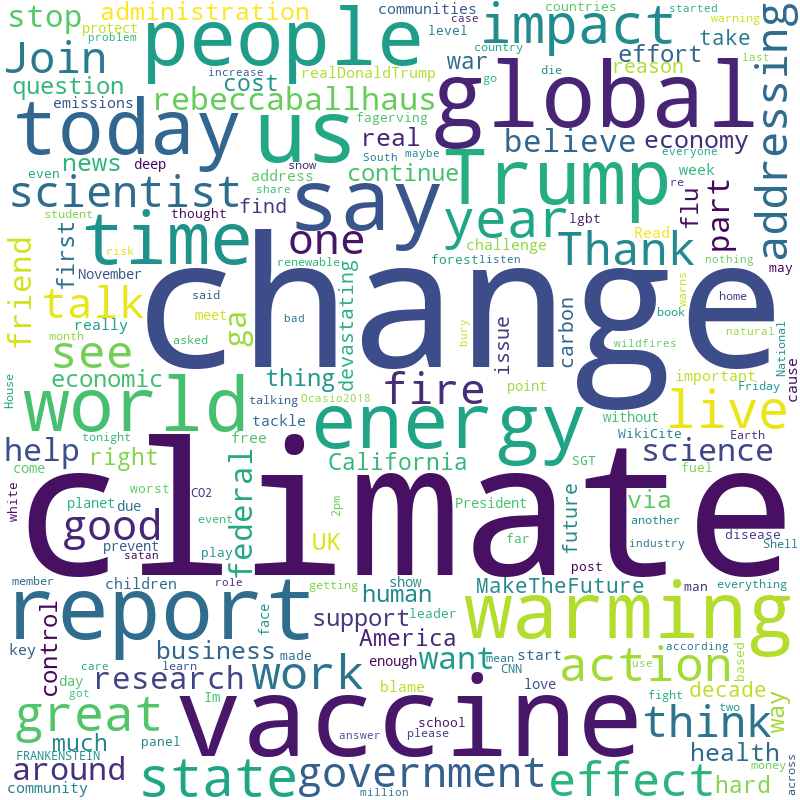 stop
administration
people
impact
communities
countries
started
warning
case
protect
problem
level
country
last
Join
increase
realDonaldTrump
war
effort
take
go
die
reason
question
cost
emissions
rebeccaballhaus
global
addressing
today
us
fagerving
real
believe
economy
news
deep
snow
South
maybe
everyone
even
address
continue
week
re
share
scientist
say
Trump
student
thought
find
year
lgbt
flu
part
first
time
one
challenge
Read
Thank
nothing
friend
risk
renewable
forest
listen
warns
may
November
said
devastating
home
talk
meet
ga
change
book
carbon
really
bad
month
asked
bury
issue
wildfires
natural
National
see
thing
point
House
economic
important
cause
talking
Ocasio2018
Friday
world
fire
tackle
energy
without
live
tonight
free
WikiCite
Earth
help
right
science
come
California
SGT
fuel
white
worst
CO2
federal
climate
planet
due
event
2pm
President
future
via
good
another
satan
prevent
play
UK
far
industry
disease
Shell
post
member
children
role
getting
show
MakeTheFuture
man
everything
report
human
warming
face
support
leader
control
key
business
made
America
want
start
according
enough
mean
CNN
action
based
care
learn
work
research
day
got
Im
blame
love
use
decade
fight
way
great
vaccine
school
think
two
answer
please
much
panel
FRANKENSTEIN
health
around
government
state
effect
hard
money
across
community
million